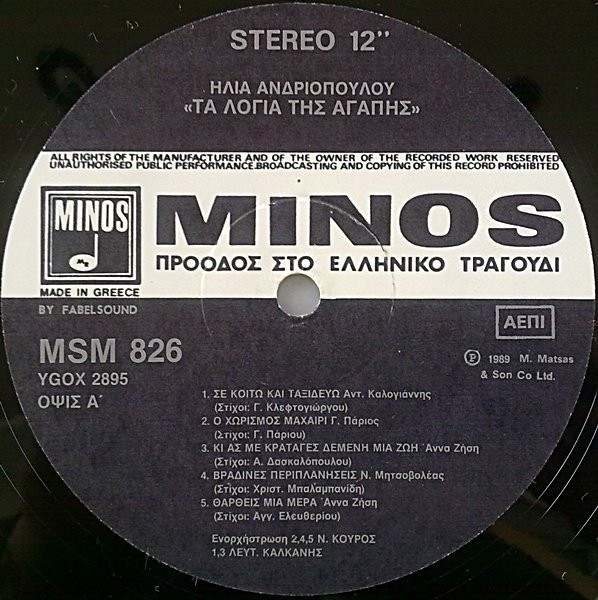 STEREO 12"
ΗΛΙΑ ΑΝΔΡΙΟΠΟΥΛΟΥ
«ΤΑ ΛΟΓΙΑ ΤΗΣ ΑΓΑΠΗΣ»
ALL RIGHTS OF THE MANUFACTURER AND OF THE OWNER OF THE RECORDED WORK RESERVED
UNAUTHORISED PUBLIC PERFORMANCE.BROADCASTING AND COPYING OF THIS RECORD PROHIBITED
MINOS
MINOS
ΠΡΟΟΔΟΣ ΣΤΟ ΕΛΛΗΝΙΚΟ ΤΡΑΓΟΥΔΙ
MADE IN GREECE
BY FABELSOUND
ΑΕΠΙ
MSM 826
YGOX 2895
ΟΨΙΣ Α΄
Ⓟ 1989 M. Matsas
& Son Co Ltd.
1. ΣΕ ΚΟΙΤΩ ΚΑΙ ΤΑΞΙΔΕΥΩ Αντ. Καλογιάννης
(Στίχοι: Γ. Κλεφτογιώργου)
2. Ο ΧΩΡΙΣΜΟΣ ΜΑΧΑΙΡΙ Γ. Πάριος
(Στίχοι: Γ. Πάριου)
3. ΚΙ ΑΣ ΜΕ ΚΡΑΤΑΓΕΣ ΔΕΜΕΝΗ ΜΙΑ ΖΩΗ Άννα Ζήση
(Στίχοι: Α. Δασκαλόπουλου)
4. ΒΡΑΔΙΝΕΣ ΠΕΡΙΠΛΑΝΗΣΕΙΣ Ν. Μητσοβολέας
(Στίχοι: Χριστ. Μπαλαμπανίδη)
5. ΘΑΡΘΕΙΣ ΜΙΑ ΜΕΡΑ Άννα Ζήση
(Στίχοι: Αγγ. Ελευθερίου)
Ενορχήστρωση 2,4,5 Ν. ΚΟΥΡΟΣ
1,3 ΛΕΥΤ. ΚΑΛΚΑΝΗΣ